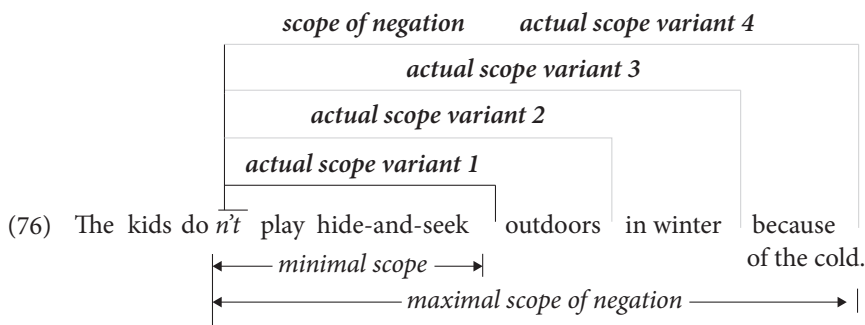 scope of negation actual scope variant 4
actual scope variant 3
actual scope variant 2
actual scope variant 1
(76) The kids do n't play hide-and-seek outdoors in winter because
of the cold.
minimal scope
maximal scope of negation